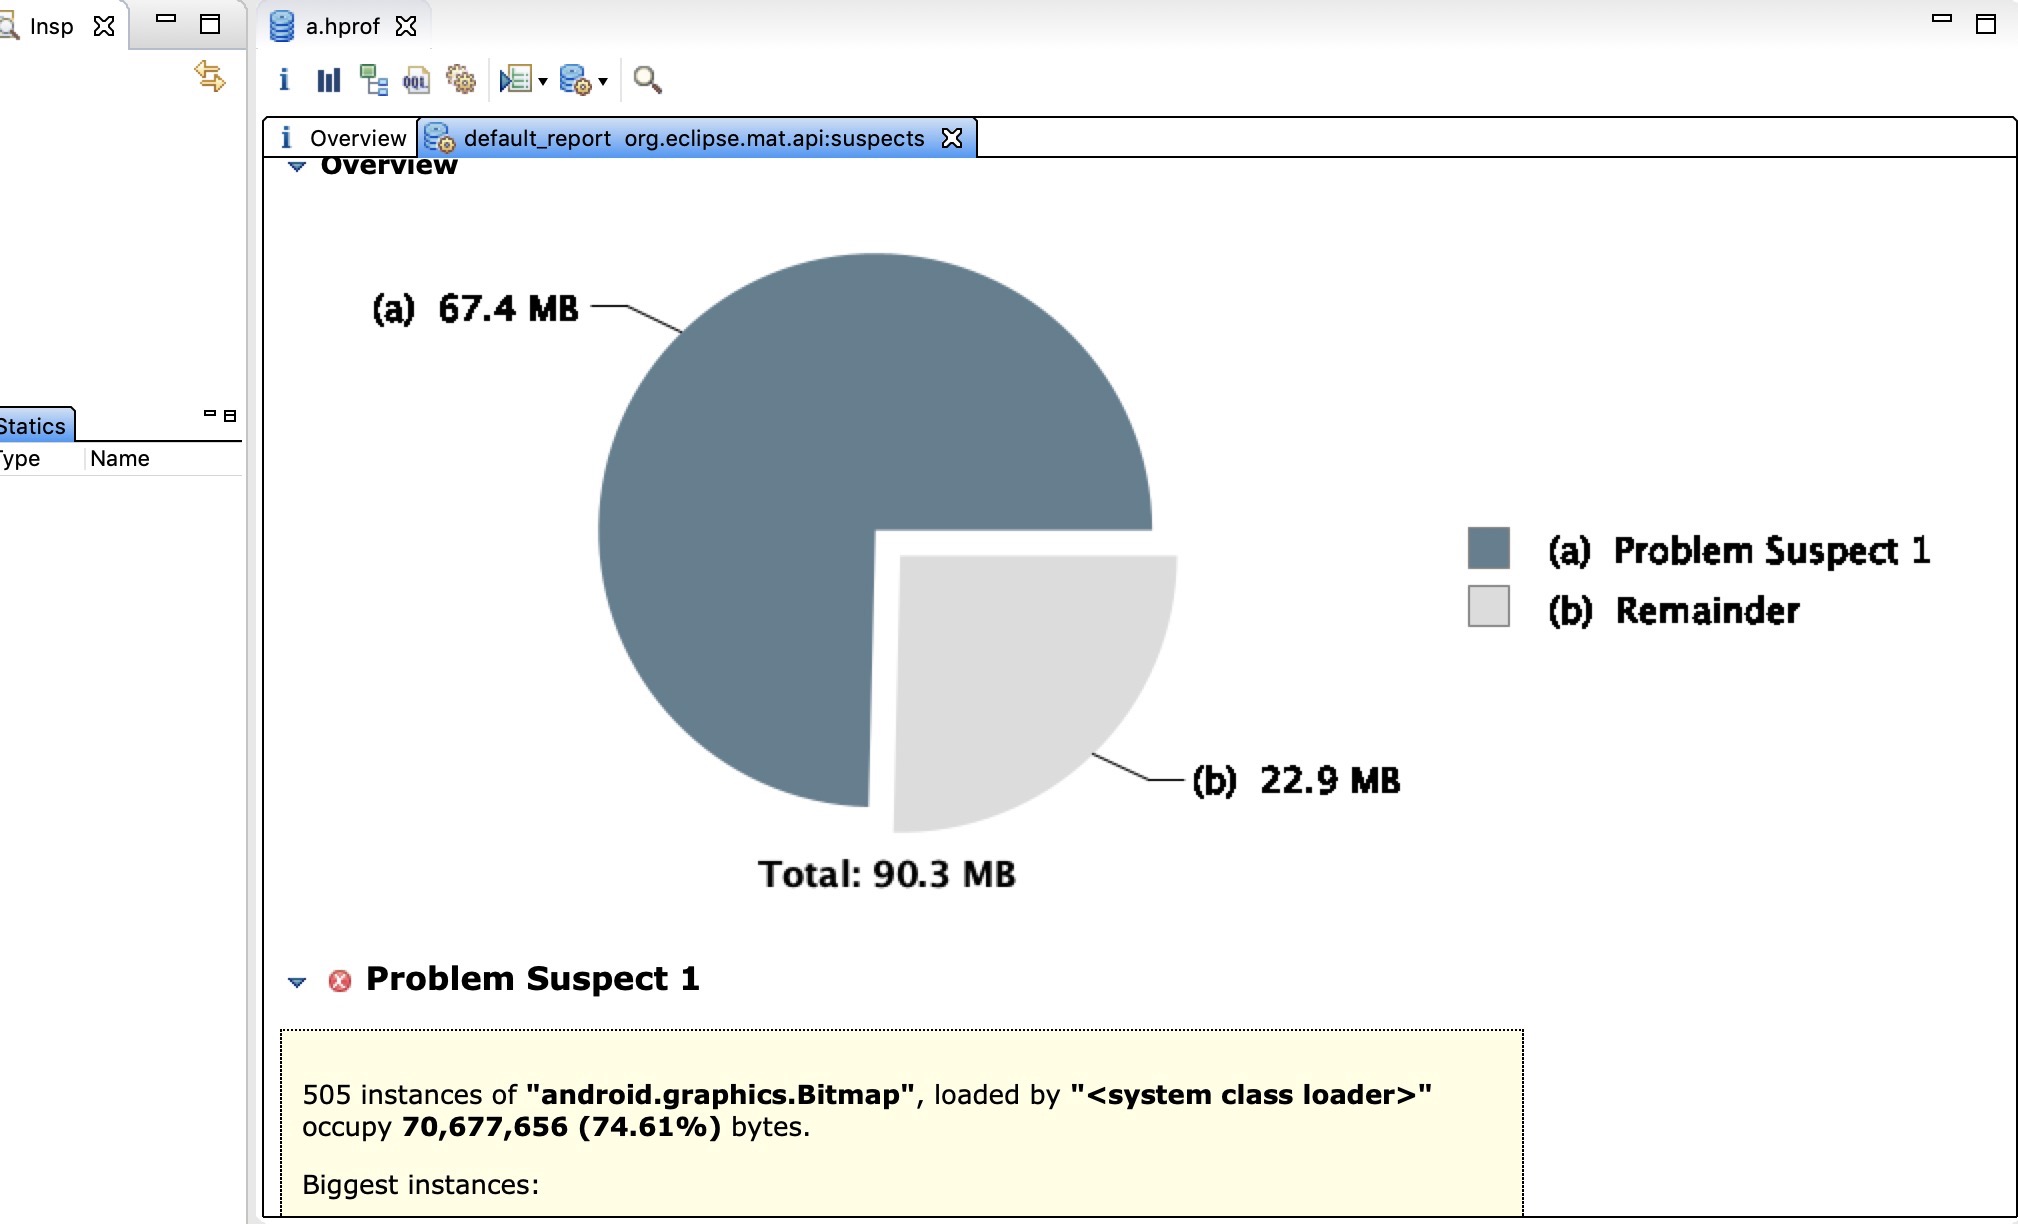 Insp
a.hprof
i
OQL
i Overview
default_report org.eclipse.mat.api:suspects
Overview
(a) 67.4 MB
(a) Problem Suspect 1
(b) Remainder
(b) 22.9 MB
Total: 90.3 MB
Statics
Type Name
Problem Suspect 1
505 instances of "android.graphics.Bitmap", loaded by "<system class loader>"
occupy 70,677,656 (74.61%) bytes.
Biggest instances: